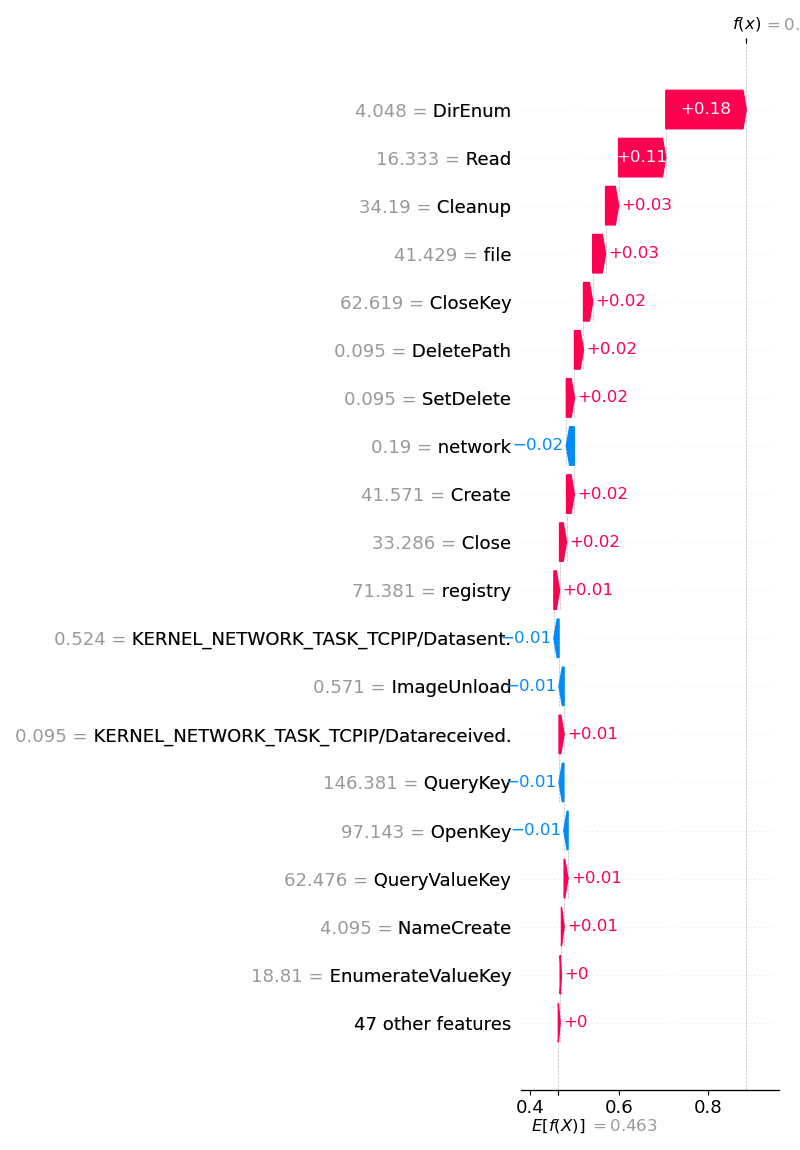 f(x) = 0.
4.048 = DirEnum +0.18
16.333 = Read +0.11
34.19 = Cleanup +0.03
41.429 = file +0.03
62.619 = CloseKey +0.02
0.095 = DeletePath +0.02
0.095 = SetDelete +0.02
0.19 = network −0.02
41.571 = Create +0.02
33.286 = Close +0.02
71.381 = registry +0.01
0.524 = KERNEL_NETWORK_TASK_TCPIP/Datasent. −0.01
0.571 = ImageUnload −0.01
0.095 = KERNEL_NETWORK_TASK_TCPIP/Datareceived. +0.01
146.381 = QueryKey −0.01
97.143 = OpenKey −0.01
62.476 = QueryValueKey +0.01
4.095 = NameCreate +0.01
18.81 = EnumerateValueKey +0
47 other features +0
0.4 0.6 0.8
E[f(X)] = 0.463